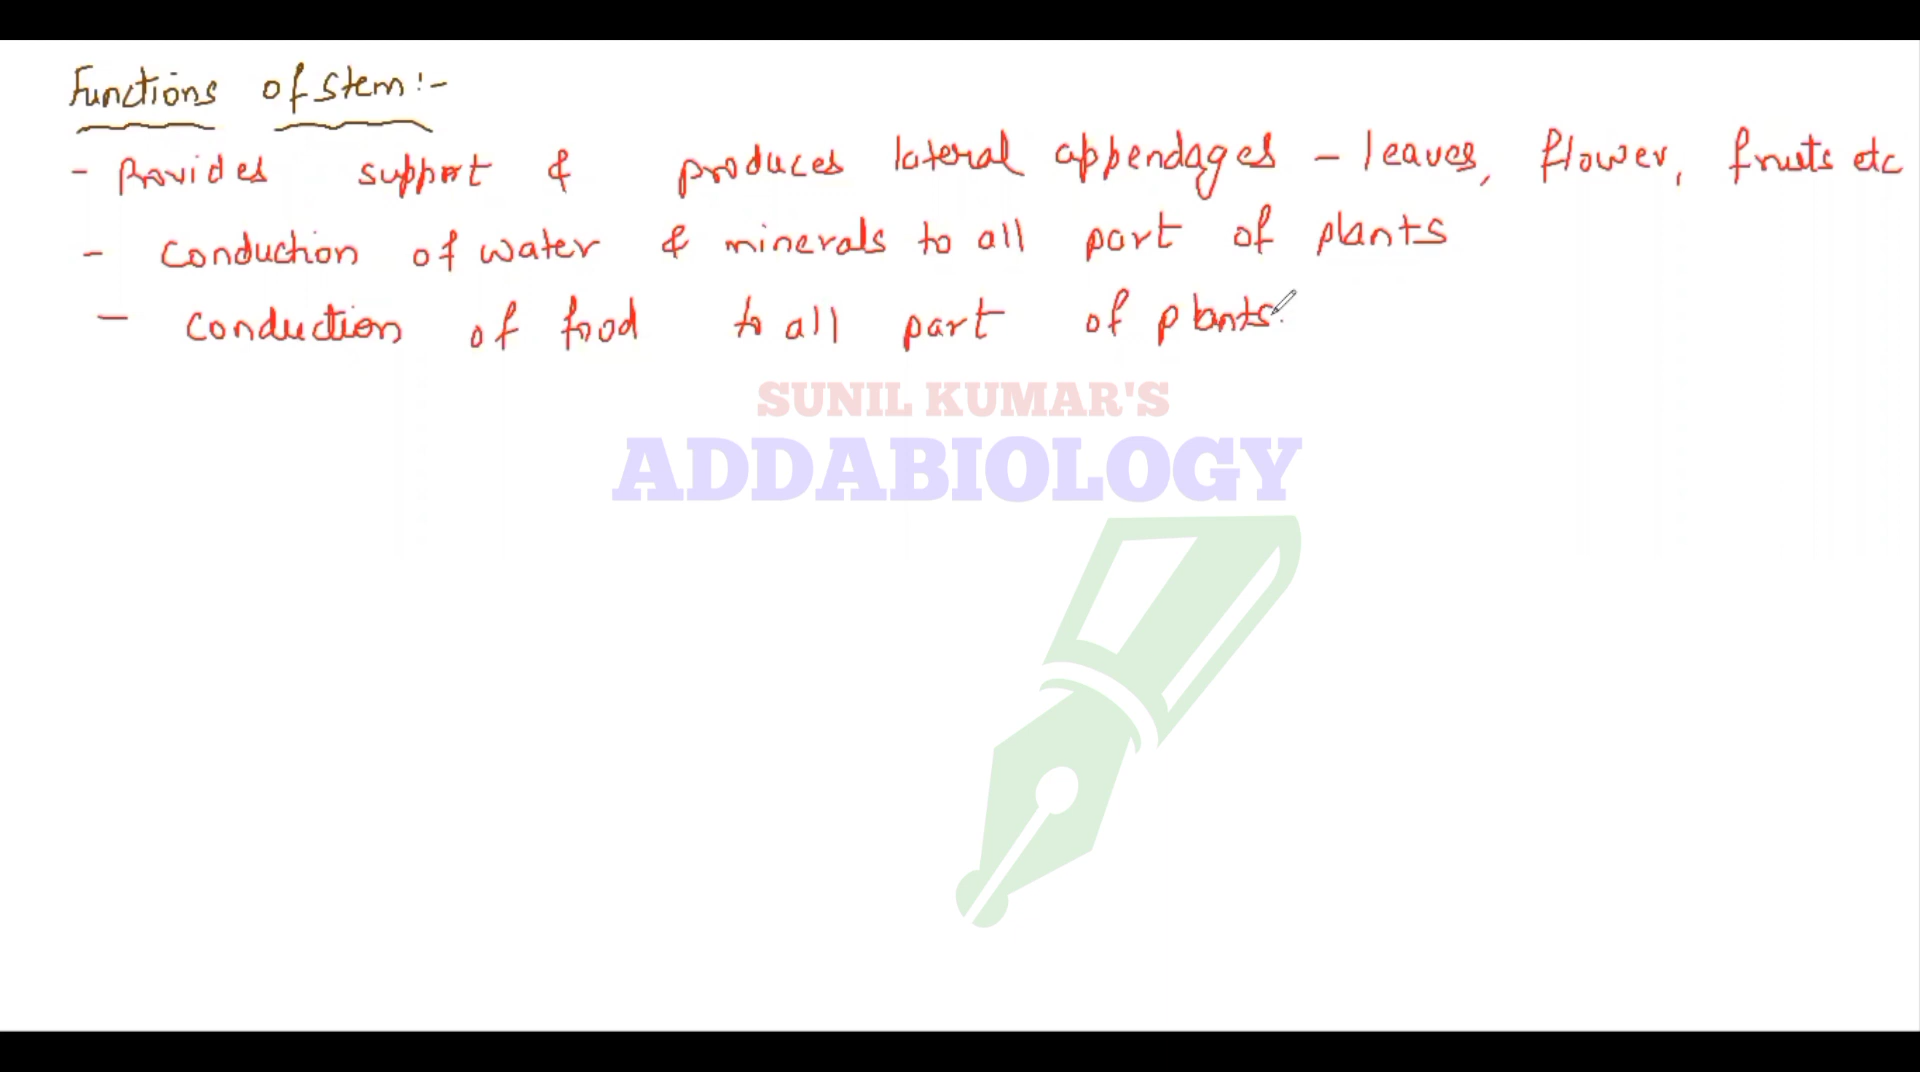 Functions of stem:-
- Provides support & produces lateral appendages - leaves, flower, fruits etc
- conduction of water & minerals to all part of plants
- conduction of food to all part of plants.
SUNIL KUMAR'S
ADDABIOLOGY